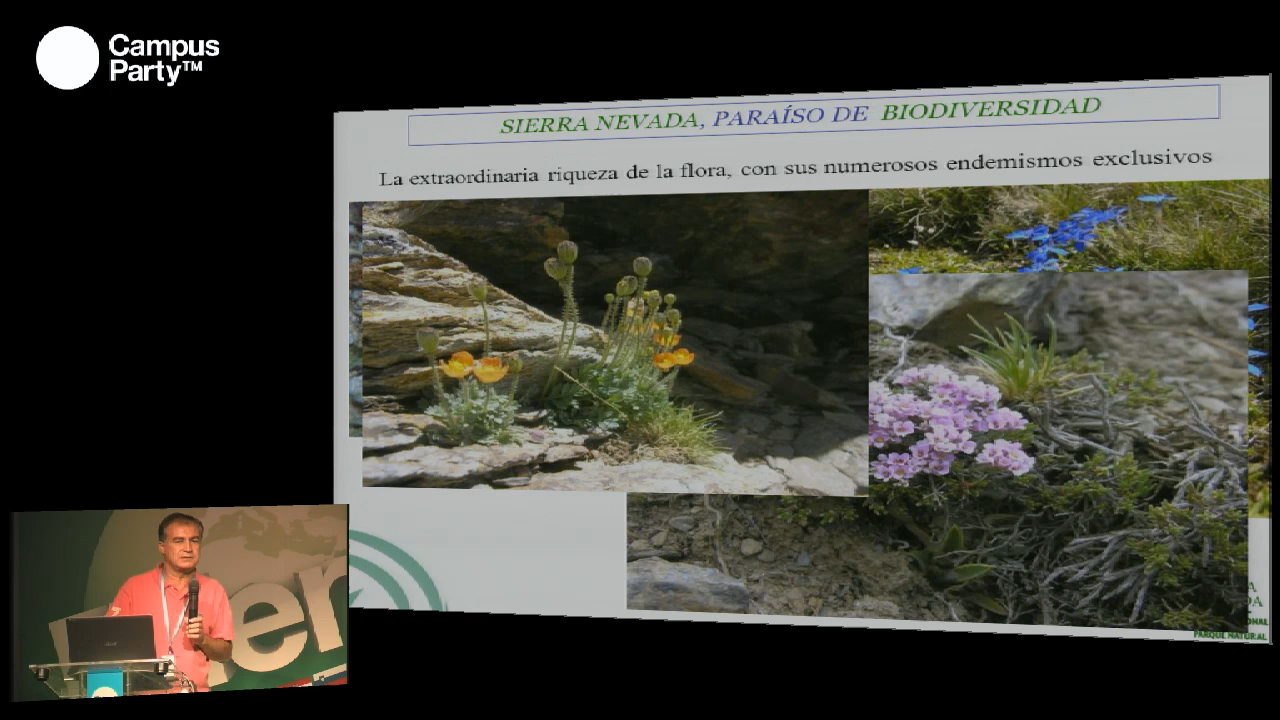 Campus
Party™
SIERRA NEVADA, PARAÍSO DE BIODIVERSIDAD
La extraordinaria riqueza de la flora, con sus numerosos endemismos exclusivos
PARQUE NATURAL
er